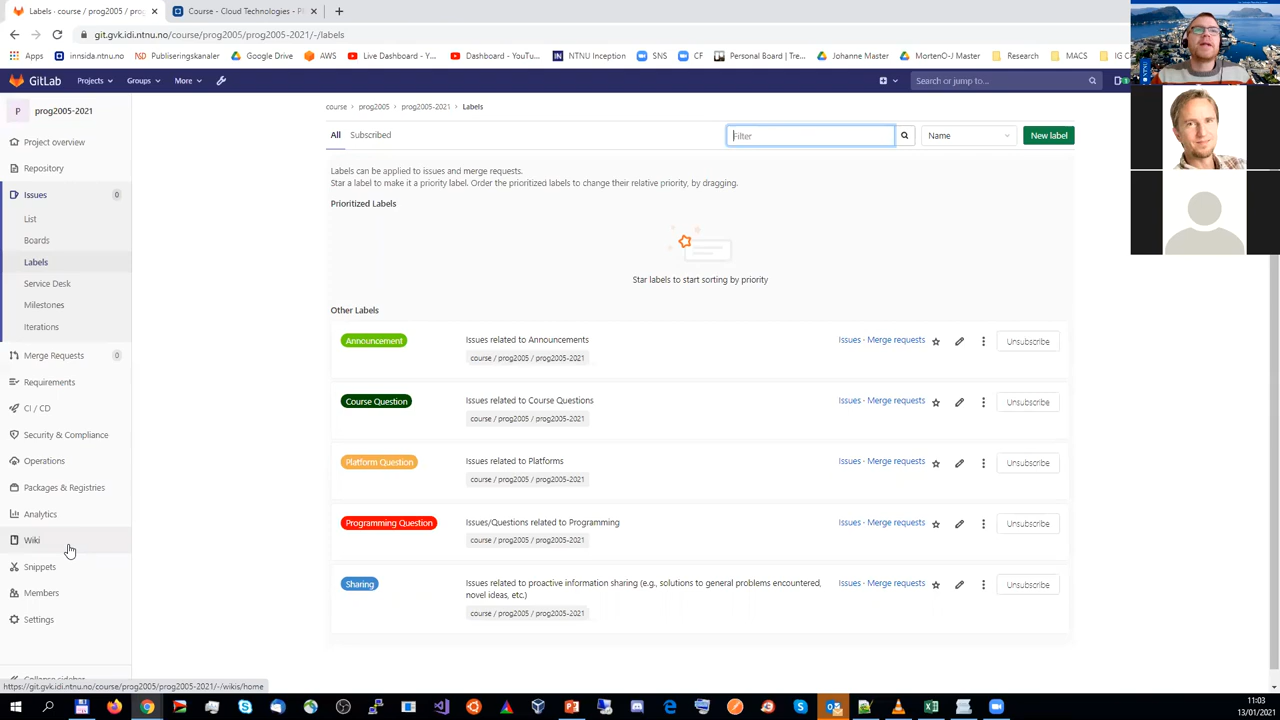 Labels · course / prog2005 / pro
Course - Cloud Technologies - P
git.gvk.idi.ntnu.no/course/prog2005/prog2005-2021/-/labels
Apps
innsida.ntnu.no
Publiseringskanaler
Google Drive
AWS
Live Dashboard - Yo...
Dashboard - YouTu...
NTNU Inception
SNS
CF
Personal Board | Tre...
Johanne Master
MortenO-J Master
Research
MACS
IG C
GitLab
Projects
Groups
More
Search or jump to...
P
prog2005-2021
course > prog2005 > prog2005-2021 > Labels
Project overview
Repository
Issues 0
List
Boards
Labels
Service Desk
Milestones
Iterations
Merge Requests 0
Requirements
CI / CD
Security & Compliance
Operations
Packages & Registries
Analytics
Wiki
Snippets
Members
Settings
Collapse sidebar
All
Subscribed
Filter
Name
New label
Labels can be applied to issues and merge requests.
Star a label to make it a priority label. Order the prioritized labels to change their relative priority, by dragging.
Prioritized Labels
Star labels to start sorting by priority
Other Labels
Announcement
Issues related to Announcements
course / prog2005 / prog2005-2021
Issues · Merge requests
Unsubscribe
Course Question
Issues related to Course Questions
course / prog2005 / prog2005-2021
Issues · Merge requests
Unsubscribe
Platform Question
Issues related to Platforms
course / prog2005 / prog2005-2021
Issues · Merge requests
Unsubscribe
Programming Question
Issues/Questions related to Programming
course / prog2005 / prog2005-2021
Issues · Merge requests
Unsubscribe
Sharing
Issues related to proactive information sharing (e.g., solutions to general problems encountered,
novel ideas, etc.)
course / prog2005 / prog2005-2021
Issues · Merge requests
Unsubscribe
https://git.gvk.idi.ntnu.no/course/prog2005/prog2005-2021/-/wikis/home
11:03
13/01/2021